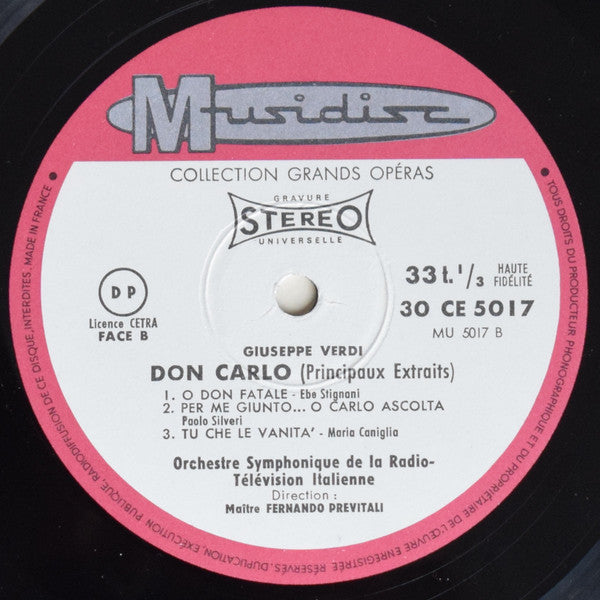 Musidisc
COLLECTION GRANDS OPÉRAS
GRAVURE
STEREO
UNIVERSELLE
DP
Licence CETRA
FACE B
33 t. 1/3 HAUTE FIDÉLITÉ
30 CE 5017
MU 5017 B
GIUSEPPE VERDI
DON CARLO (Principaux Extraits)
1. O DON FATALE - Ebe Stignani
2. PER ME GIUNTO... O CARLO ASCOLTA
Paolo Silveri
3. TU CHE LE VANITA' - Maria Caniglia
Orchestre Symphonique de la Radio-
Télévision Italienne
Direction :
Maître FERNANDO PREVITALI
• TOUS DROITS DU PRODUCTEUR PHONOGRAPHIQUE ET DU PROPRIÉTAIRE DE L'ŒUVRE ENREGISTRÉE RÉSERVÉS. DUPLICATION, EXÉCUTION PUBLIQUE, RADIODIFFUSION DE CE DISQUE, INTERDITES. MADE IN FRANCE •